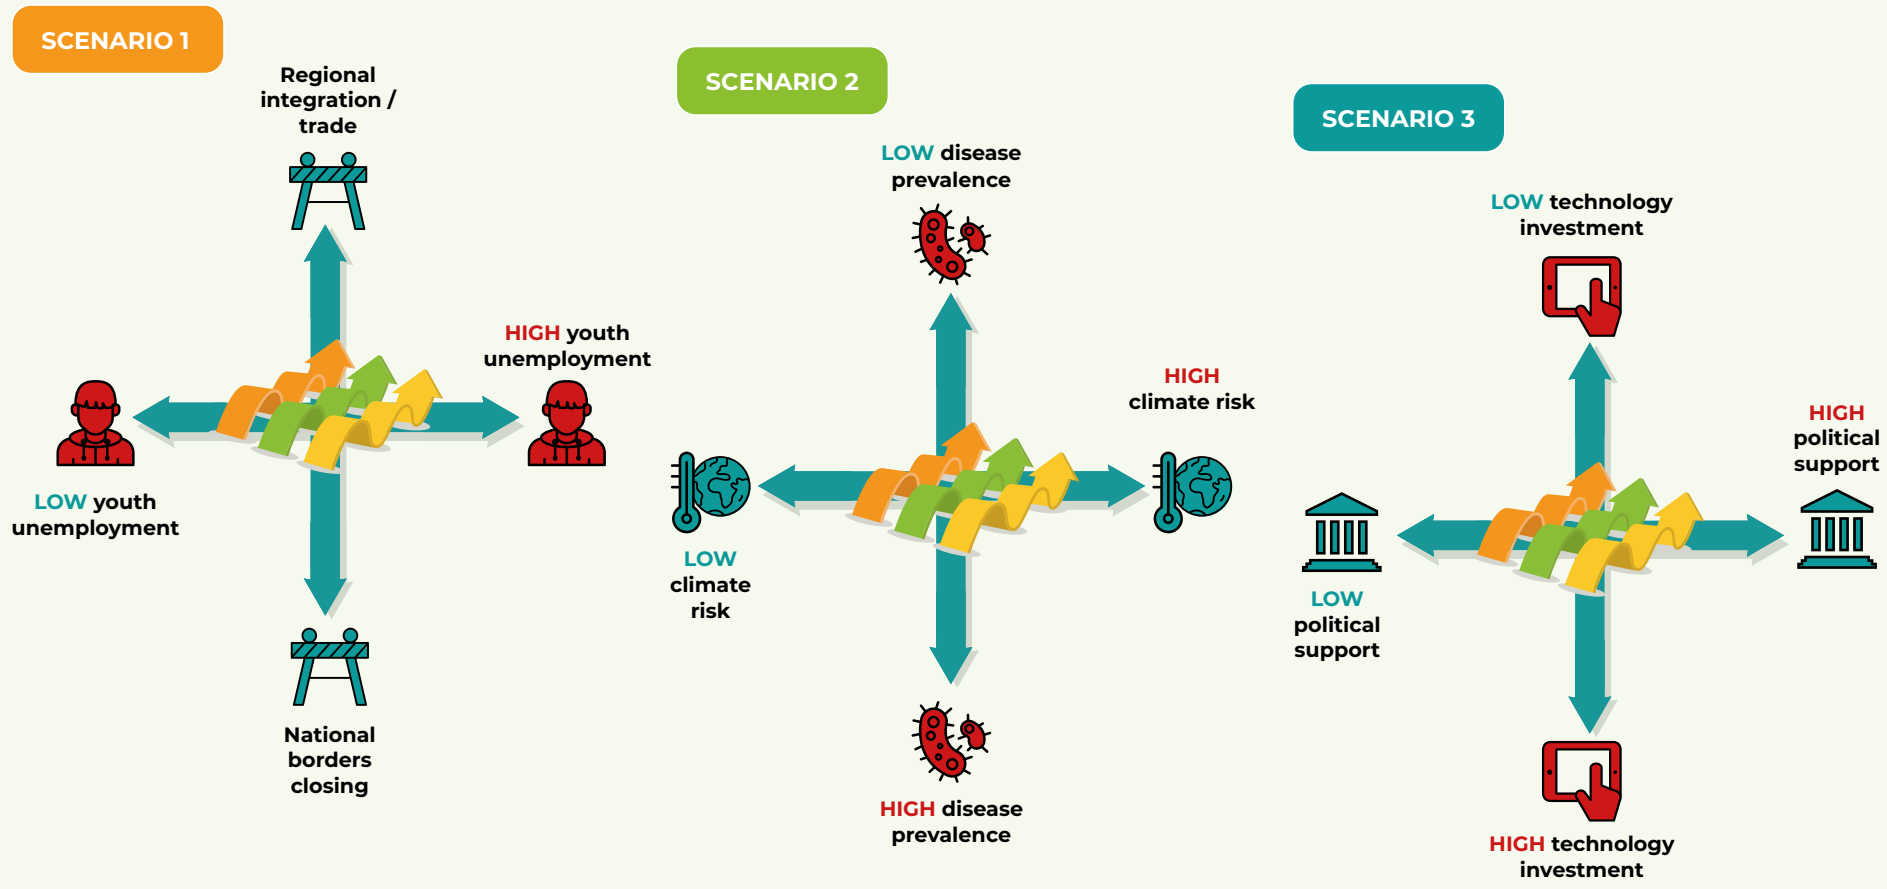 SCENARIO 1
Regional
integration /
trade
HIGH youth
unemployment
LOW youth
unemployment
National
borders
closing
SCENARIO 2
LOW disease
prevalence
HIGH
climate risk
LOW
climate
risk
HIGH disease
prevalence
SCENARIO 3
LOW technology
investment
HIGH
political
support
LOW
political
support
HIGH technology
investment